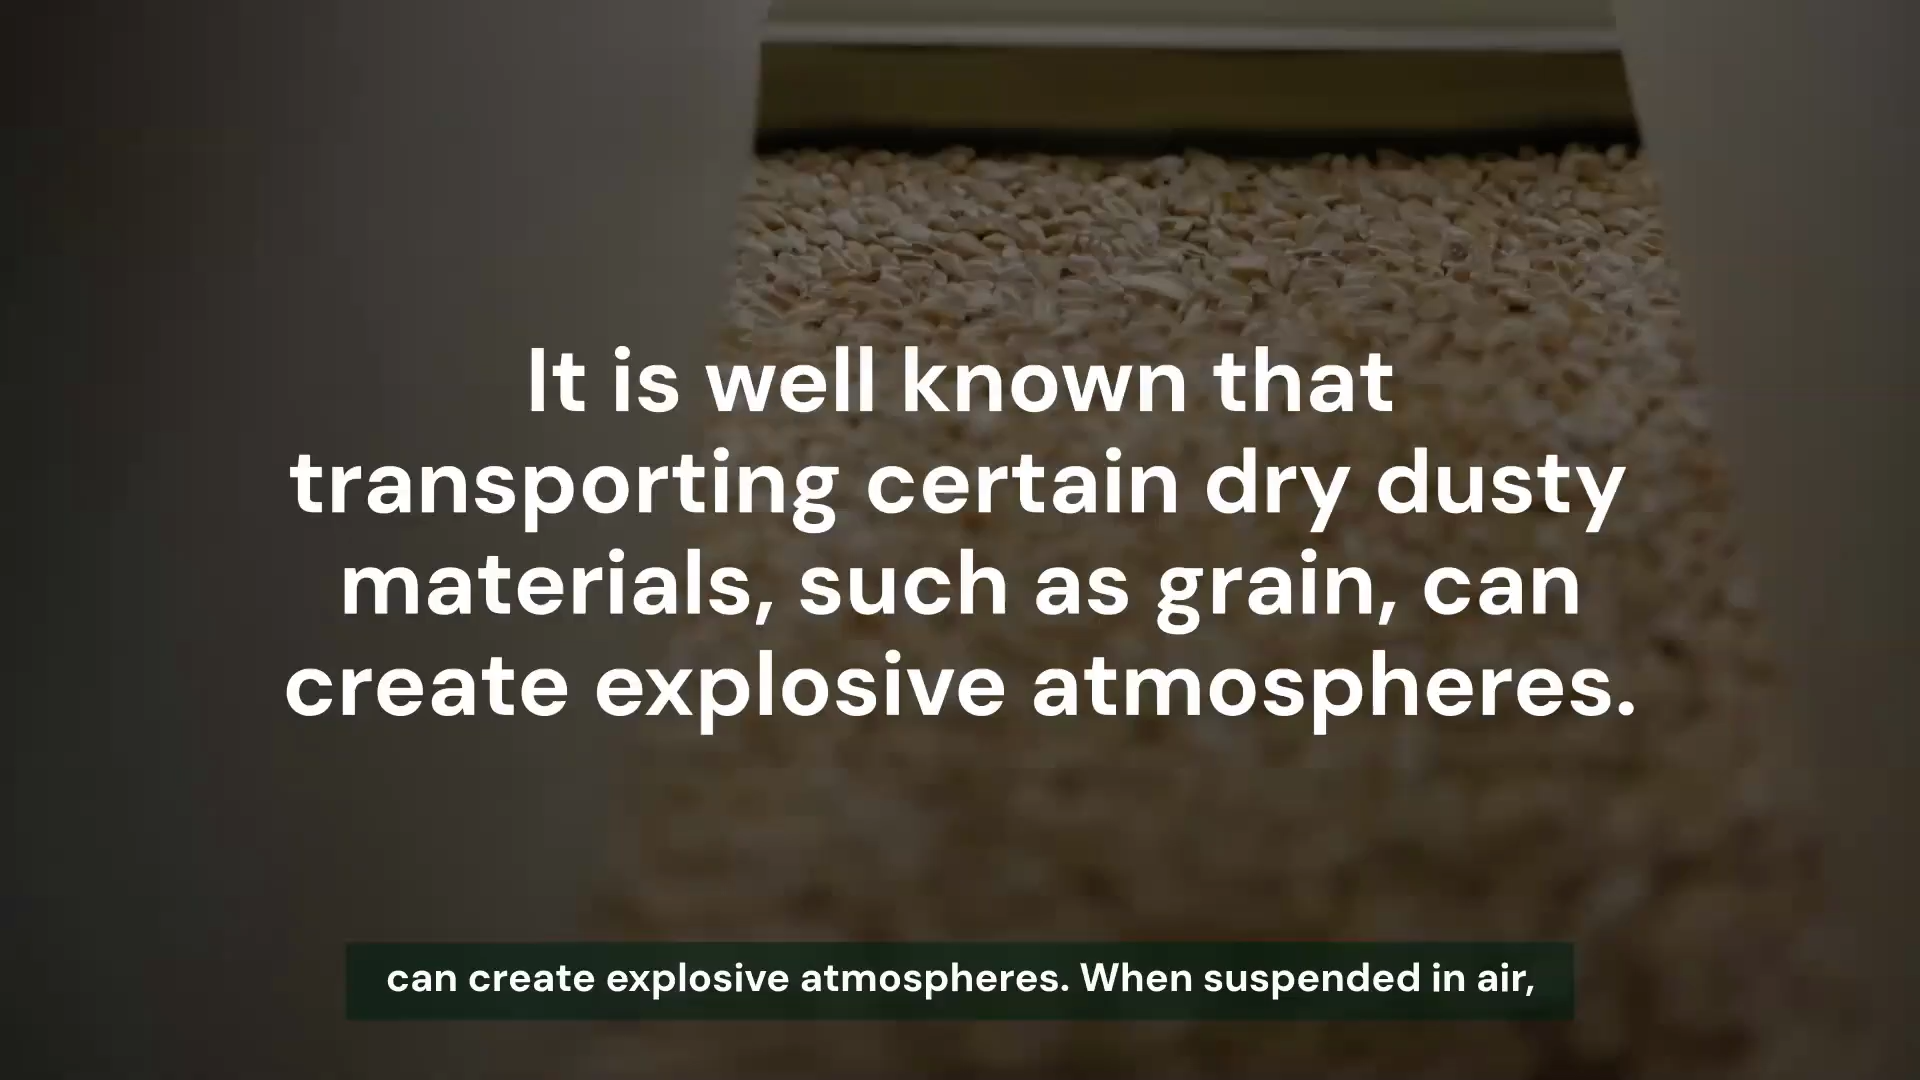 It is well known that
transporting certain dry dusty
materials, such as grain, can
create explosive atmospheres.
can create explosive atmospheres. When suspended in air,